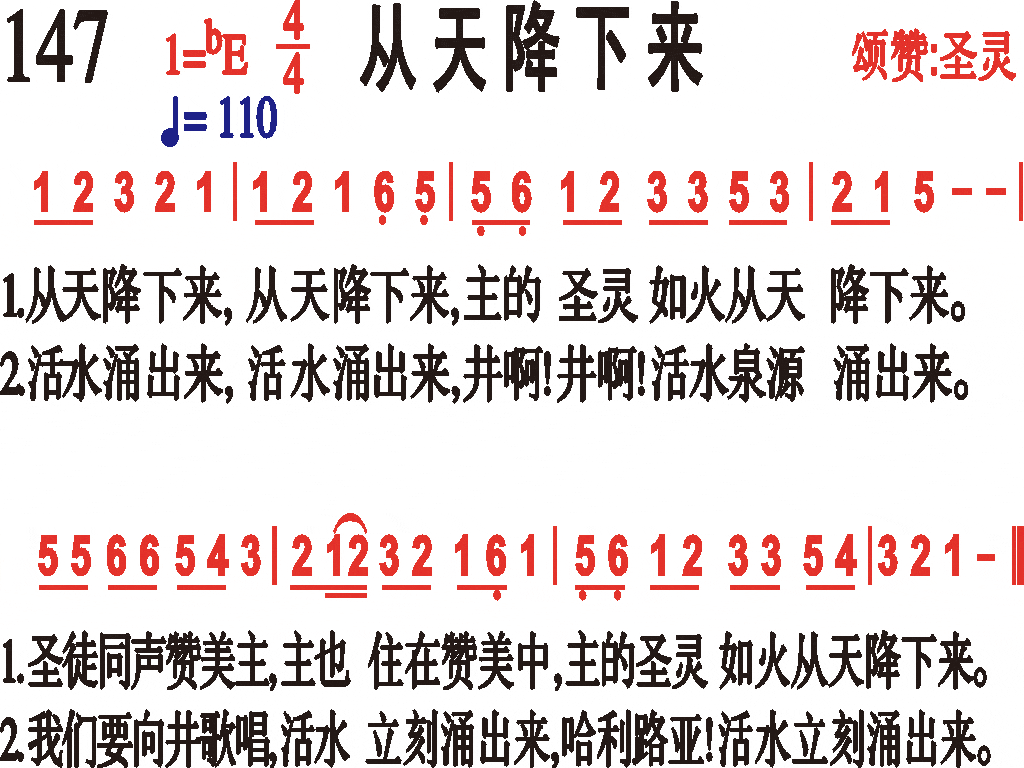 147 1=ᵇE 4/4 从天降下来 颂赞:圣灵
♩= 110
1 2 3 2 1 | 1 2 1 6 5 | 5 6 1 2 3 3 5 3 | 2 1 5 - - |
1.从天降下来, 从天降下来,主的 圣灵 如火从天 降下来。
2.活水涌出来, 活水涌出来,井啊!井啊!活水泉源 涌出来。
5 5 6 6 5 4 3 | 2 12 3 2 1 6 1 | 5 6 1 2 3 3 5 4 | 3 2 1 - ‖
1.圣徒同声赞美主,主也 住在赞美中,主的圣灵 如火从天降下来。
2.我们要向井歌唱,活水 立刻涌出来,哈利路亚!活水立刻涌出来。